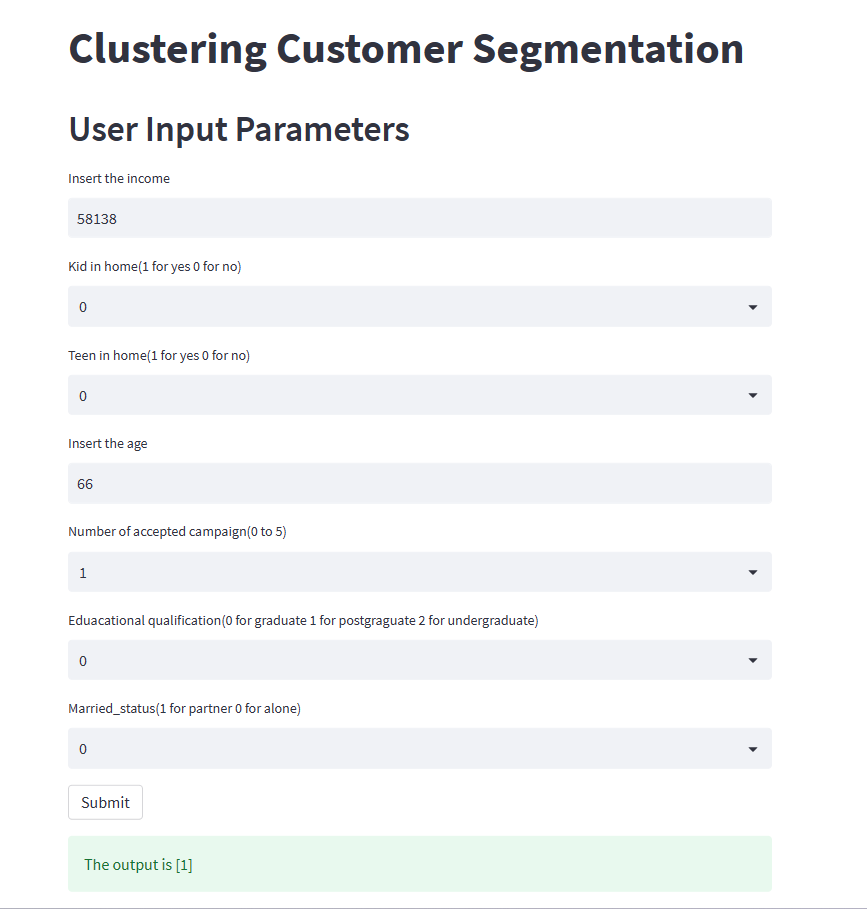 Clustering Customer Segmentation
User Input Parameters
Insert the income
58138
Kid in home(1 for yes 0 for no)
0
Teen in home(1 for yes 0 for no)
0
Insert the age
66
Number of accepted campaign(0 to 5)
1
Eduacational qualification(0 for graduate 1 for postgraguate 2 for undergraduate)
0
Married_status(1 for partner 0 for alone)
0
Submit
The output is [1]